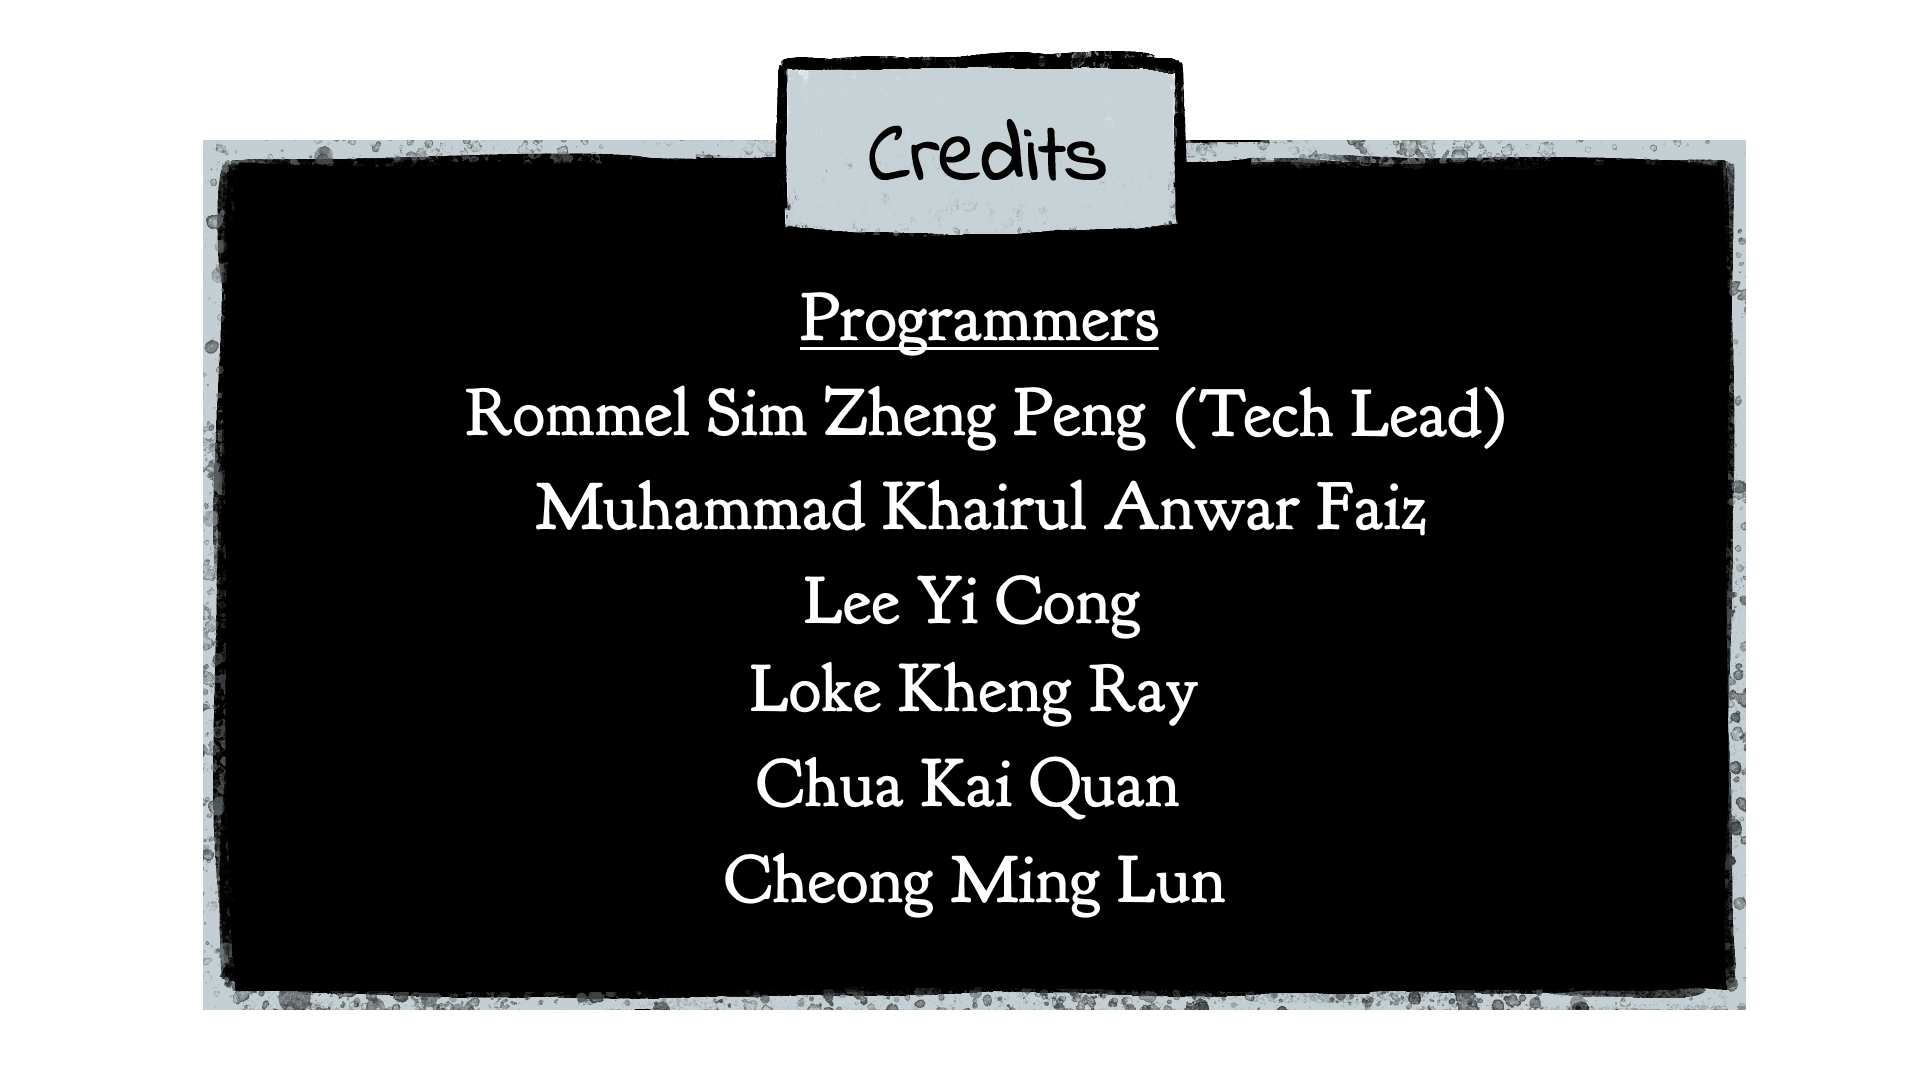 Credits
Programmers
Rommel Sim Zheng Peng (Tech Lead)
Muhammad Khairul Anwar Faiz
Lee Yi Cong
Loke Kheng Ray
Chua Kai Quan
Cheong Ming Lun